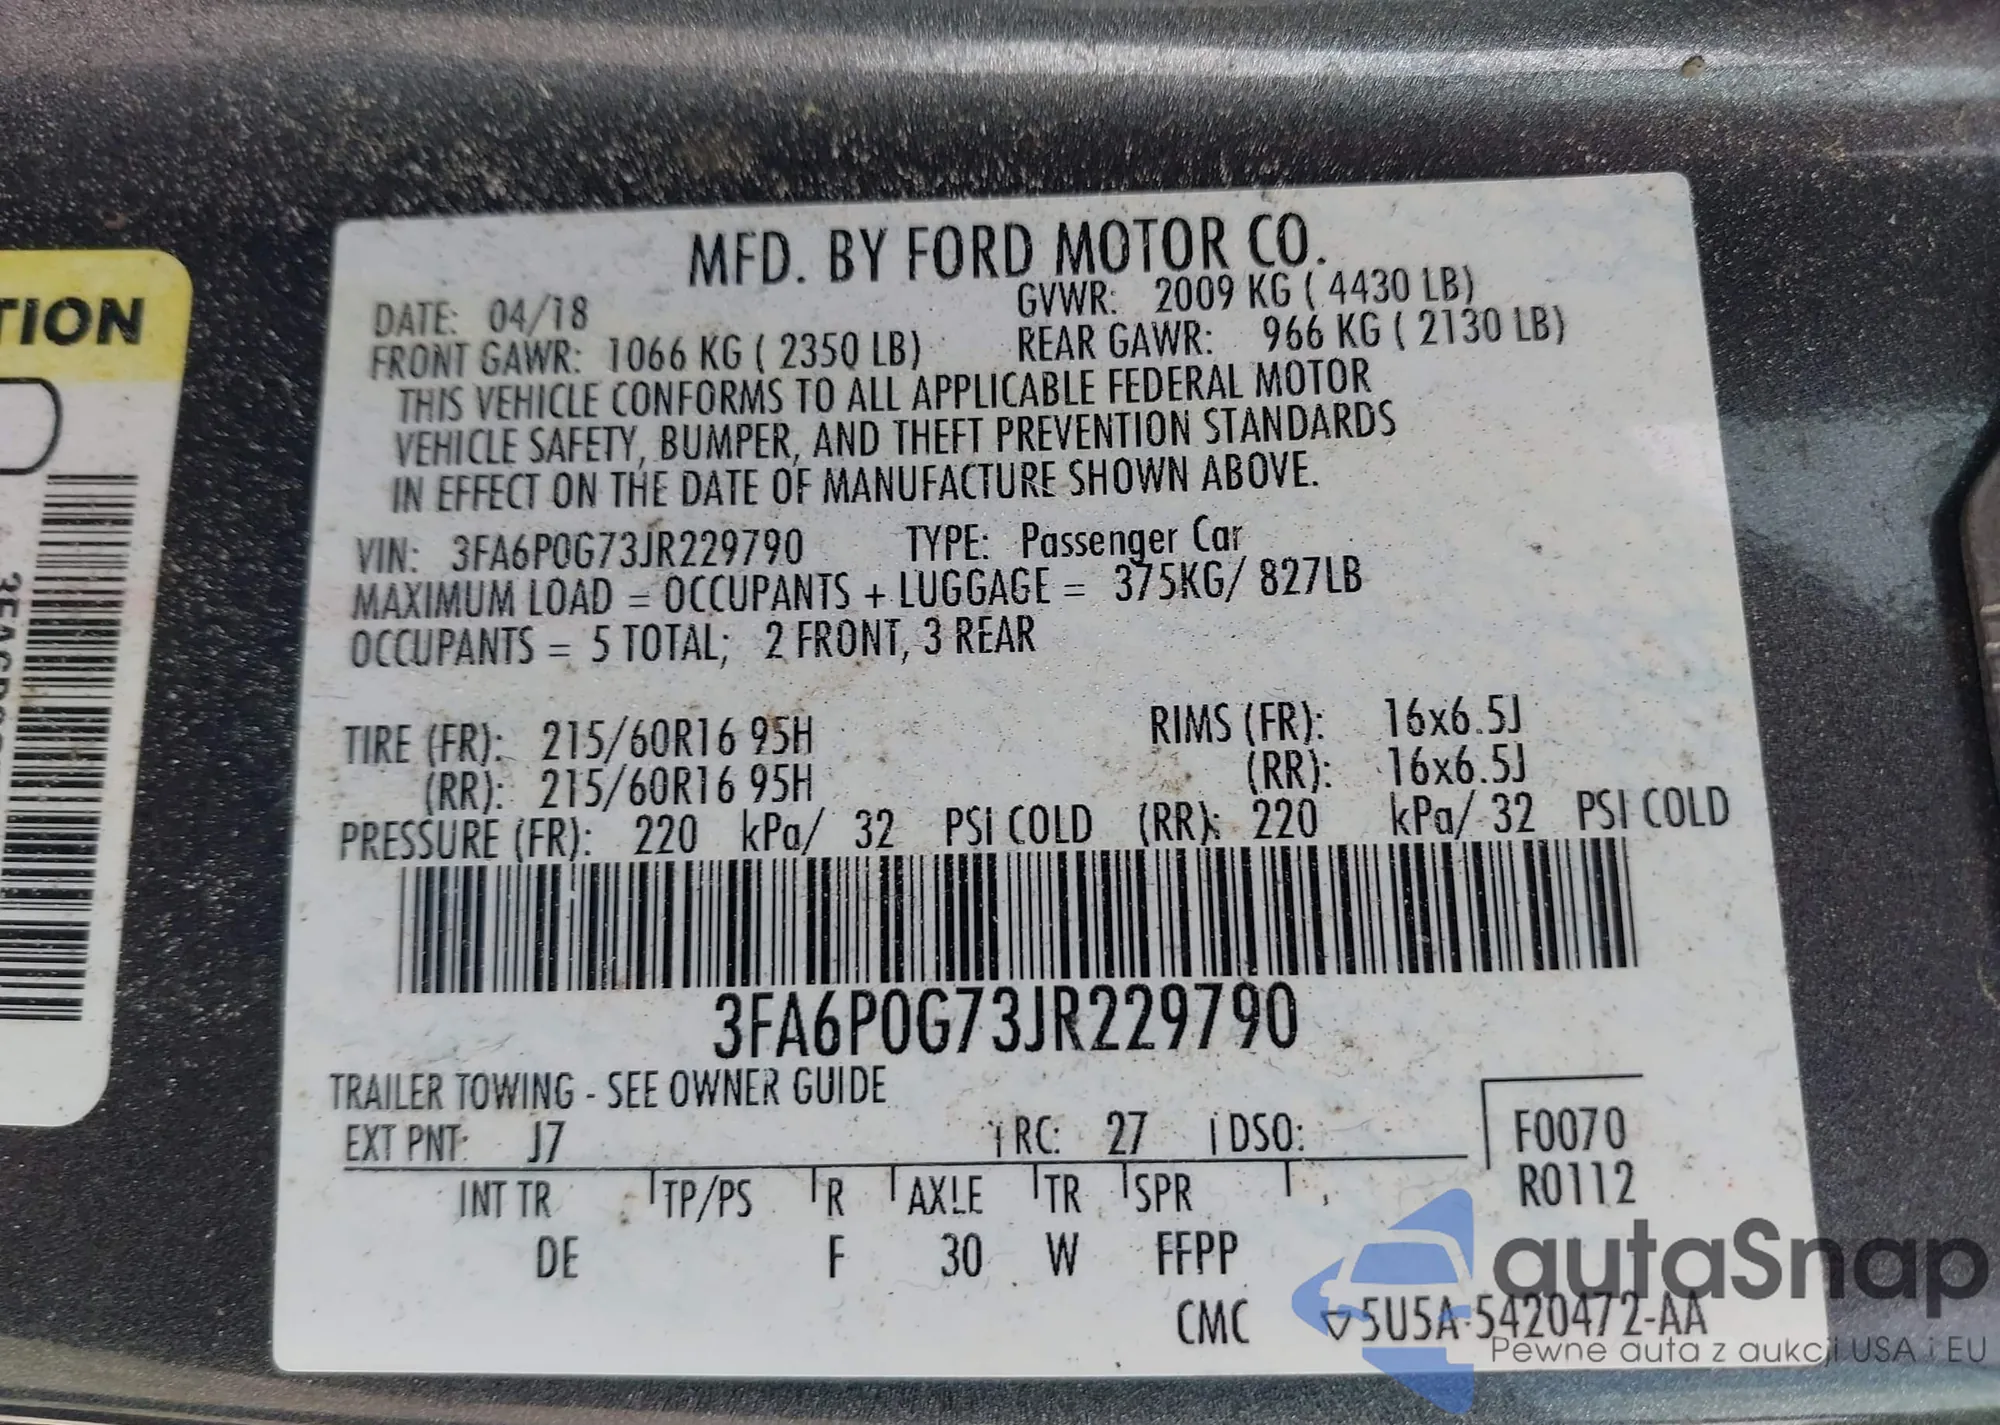 TION
MFD. BY FORD MOTOR CO.
DATE: 04/18 GVWR: 2009 KG ( 4430 LB)
FRONT GAWR: 1066 KG ( 2350 LB) REAR GAWR: 966 KG ( 2130 LB)
THIS VEHICLE CONFORMS TO ALL APPLICABLE FEDERAL MOTOR
VEHICLE SAFETY, BUMPER, AND THEFT PREVENTION STANDARDS
IN EFFECT ON THE DATE OF MANUFACTURE SHOWN ABOVE.
VIN: 3FA6P0G73JR229790 TYPE: Passenger Car
MAXIMUM LOAD = OCCUPANTS + LUGGAGE = 375KG/ 827LB
OCCUPANTS = 5 TOTAL; 2 FRONT, 3 REAR
TIRE (FR): 215/60R16 95H RIMS (FR): 16x6.5J
(RR): 215/60R16 95H (RR): 16x6.5J
PRESSURE (FR): 220 kPa/ 32 PSI COLD (RR): 220 kPa/ 32 PSI COLD
3FA6P0G73JR229790
TRAILER TOWING - SEE OWNER GUIDE
EXT PNT: J7 RC: 27 DSO: F0070
R0112
INT TR TP/PS R AXLE TR SPR
DE F 30 W FFPP
CMC ▽5U5A-5420472-AA
autaSnap
Pewne auta z aukcji USA i EU